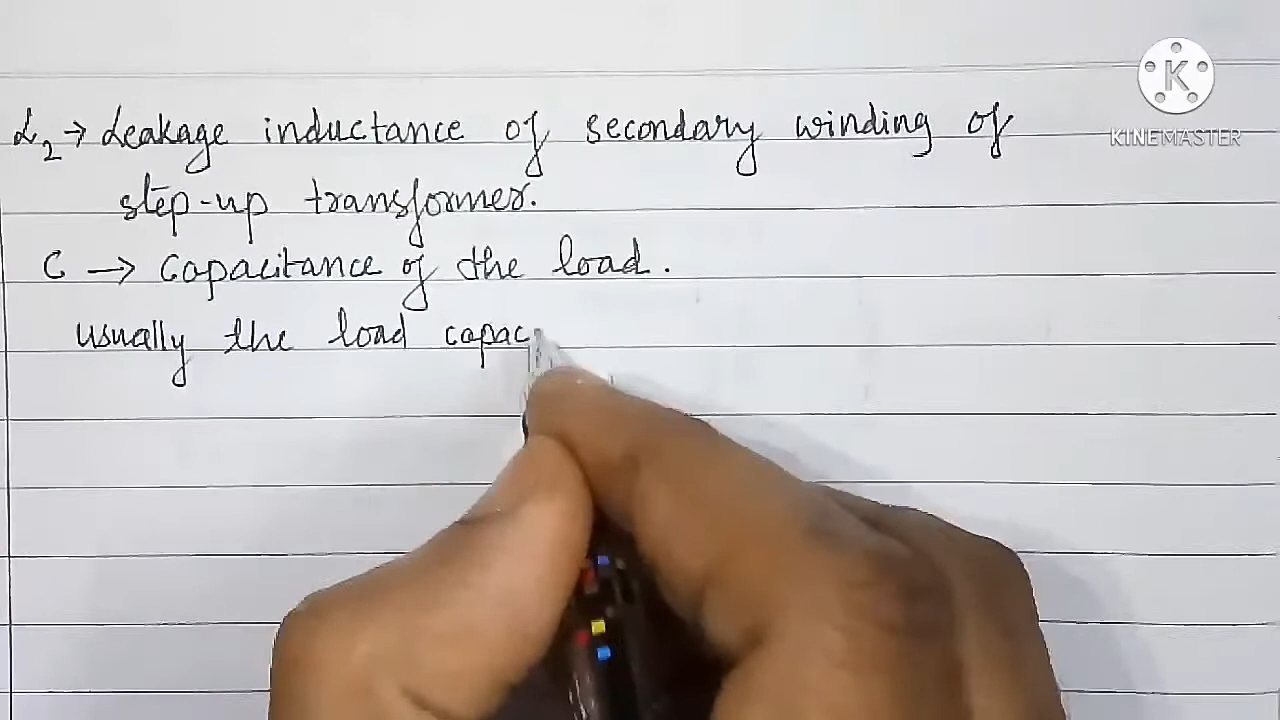 L₂ → Leakage inductance of secondary winding of
step-up transformer.
C → Capacitance of the load.
usually the load capac
K
KINEMASTER